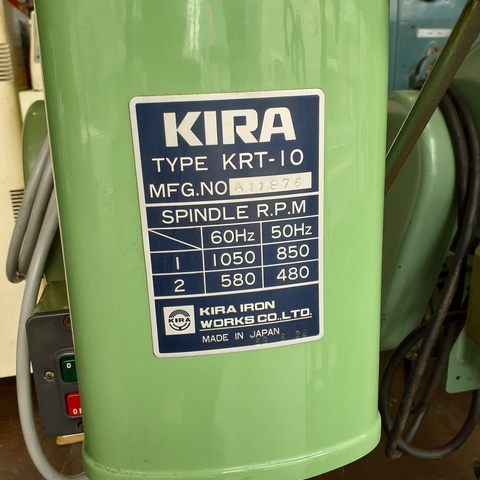 KIRA
TYPE KRT-10
MFG.NO A11876
SPINDLE R.P.M
60Hz 50Hz
1 1050 850
2 580 480
KIRA
KIRA IRON
WORKS CO.,LTD.
MADE IN JAPAN